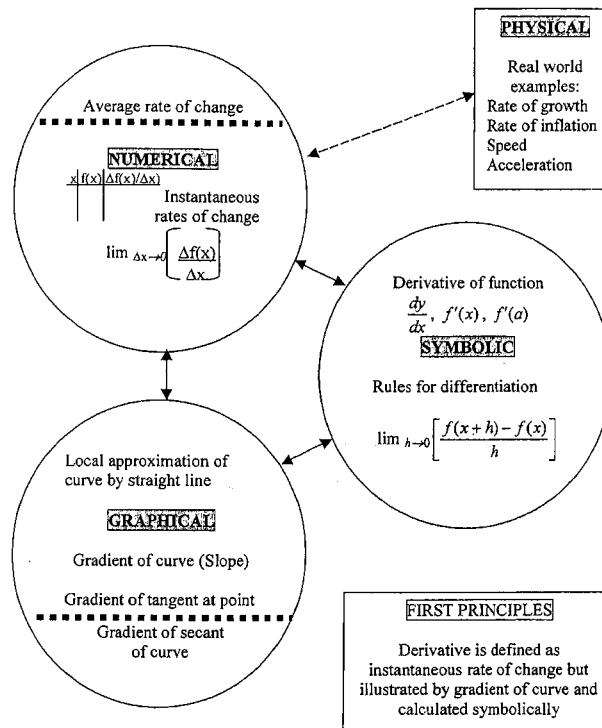 PHYSICAL
Real world
examples:
Rate of growth
Rate of inflation
Speed
Acceleration
Average rate of change
NUMERICAL
x f(x) Δf(x)/Δx)
Instantaneous
rates of change
lim Δx→0 [Δf(x)/Δx]
Derivative of function
dy/dx, f'(x), f'(a)
SYMBOLIC
Rules for differentiation
lim h→0 [f(x+h)−f(x)/h]
Local approximation of
curve by straight line
GRAPHICAL
Gradient of curve (Slope)
Gradient of tangent at point
Gradient of secant
of curve
FIRST PRINCIPLES
Derivative is defined as
instantaneous rate of change but
illustrated by gradient of curve and
calculated symbolically